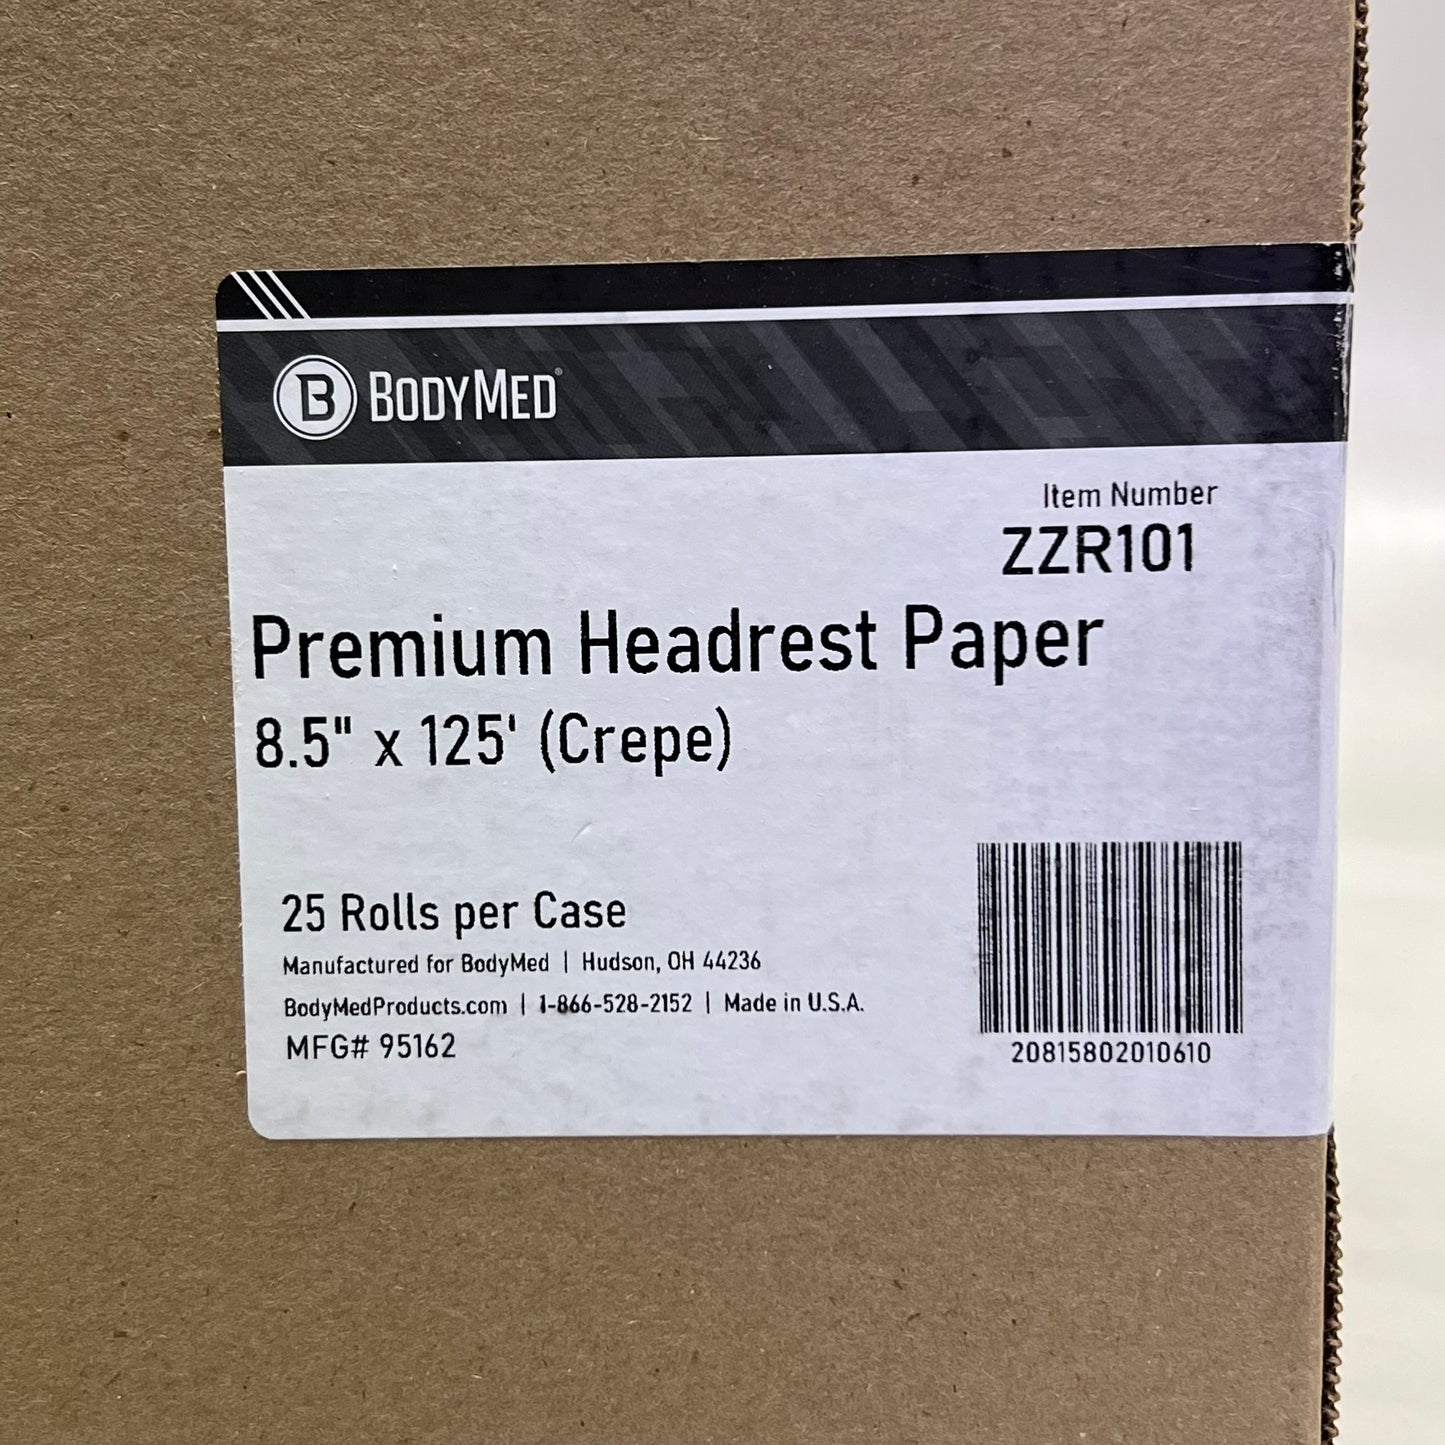 B BODYMED®
Item Number
ZZR101
Premium Headrest Paper
8.5" x 125' (Crepe)
25 Rolls per Case
Manufactured for BodyMed | Hudson, OH 44236
BodyMedProducts.com | 1-866-528-2152 | Made in U.S.A.
MFG# 95162
20815802010610